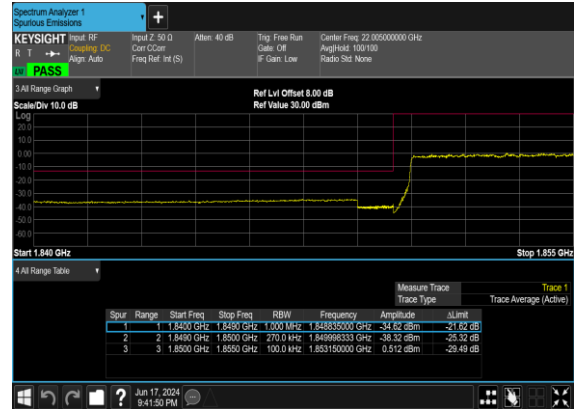 Spectrum Analyzer 1
Spurious Emissions
+
KEYSIGHT Input: RF Input Z: 50 Ω Atten: 40 dB Trig: Free Run Center Freq: 22.005000000 GHz
R T Coupling: DC Corr CCorr Gate: Off Avg|Hold: 100/100
Align: Auto Freq Ref: Int (S) IF Gain: Low Radio Std: None
PASS
3 All Range Graph
Ref Lvl Offset 8.00 dB
Scale/Div 10.0 dB Ref Value 30.00 dBm
Log
20.0
10.0
0.00
-10.0
-20.0
-30.0
-40.0
-50.0
-60.0
Start 1.840 GHz Stop 1.855 GHz
4 All Range Table
Measure Trace Trace 1
Trace Type Trace Average (Active)
Spur Range Start Freq Stop Freq RBW Frequency Amplitude ΔLimit
1 1 1.8400 GHz 1.8490 GHz 1.000 MHz 1.848835000 GHz -34.62 dBm -21.62 dB
2 2 1.8490 GHz 1.8500 GHz 270.0 kHz 1.849998333 GHz -38.32 dBm -25.32 dB
3 3 1.8500 GHz 1.8550 GHz 100.0 kHz 1.853150000 GHz 0.512 dBm -29.49 dB
? Jun 17, 2024
9:41:50 PM